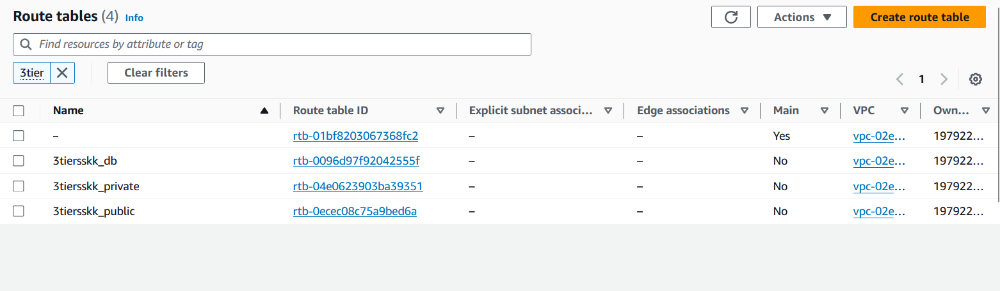 Route tables (4) Info
Actions
Create route table
Find resources by attribute or tag
3tier
Clear filters
1
Name Route table ID Explicit subnet associ... Edge associations Main VPC Own...
– rtb-01bf8203067368fc2 – – Yes vpc-02e... 197922...
3tiersskk_db rtb-0096d97f92042555f – – No vpc-02e... 197922...
3tiersskk_private rtb-04e0623903ba39351 – – No vpc-02e... 197922...
3tiersskk_public rtb-0ecec08c75a9bed6a – – No vpc-02e... 197922...